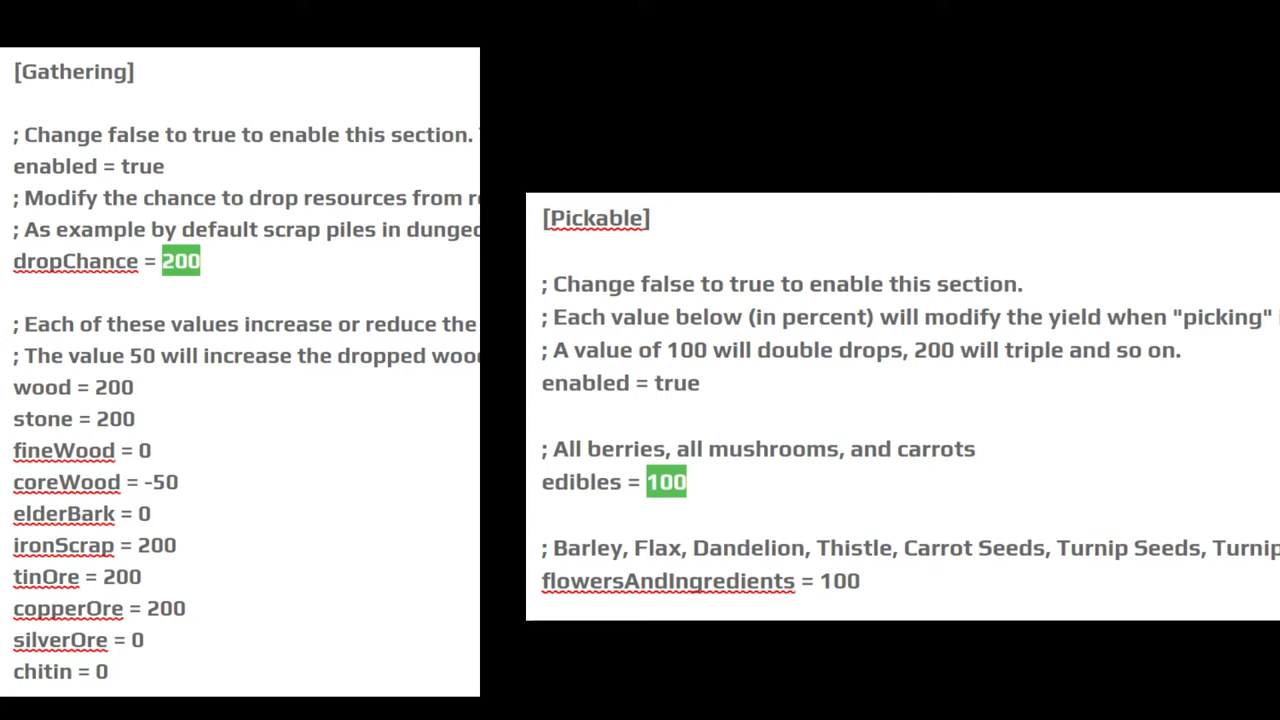 [Gathering]
; Change false to true to enable this section.
enabled = true
; Modify the chance to drop resources from
; As example by default scrap piles in
dropChance = 200
; Each of these values increase or reduce the
; The value 50 will increase the dropped
wood = 200
stone = 200
fineWood = 0
coreWood = -50
elderBark = 0
ironScrap = 200
tinOre = 200
copperOre = 200
silverOre = 0
chitin = 0
[Pickable]
; Change false to true to enable this section.
; Each value below (in percent) will modify the yield when "picking"
; A value of 100 will double drops, 200 will triple and so on.
enabled = true
; All berries, all mushrooms, and carrots
edibles = 100
; Barley, Flax, Dandelion, Thistle, Carrot Seeds, Turnip Seeds, Turnip
flowersAndIngredients = 100